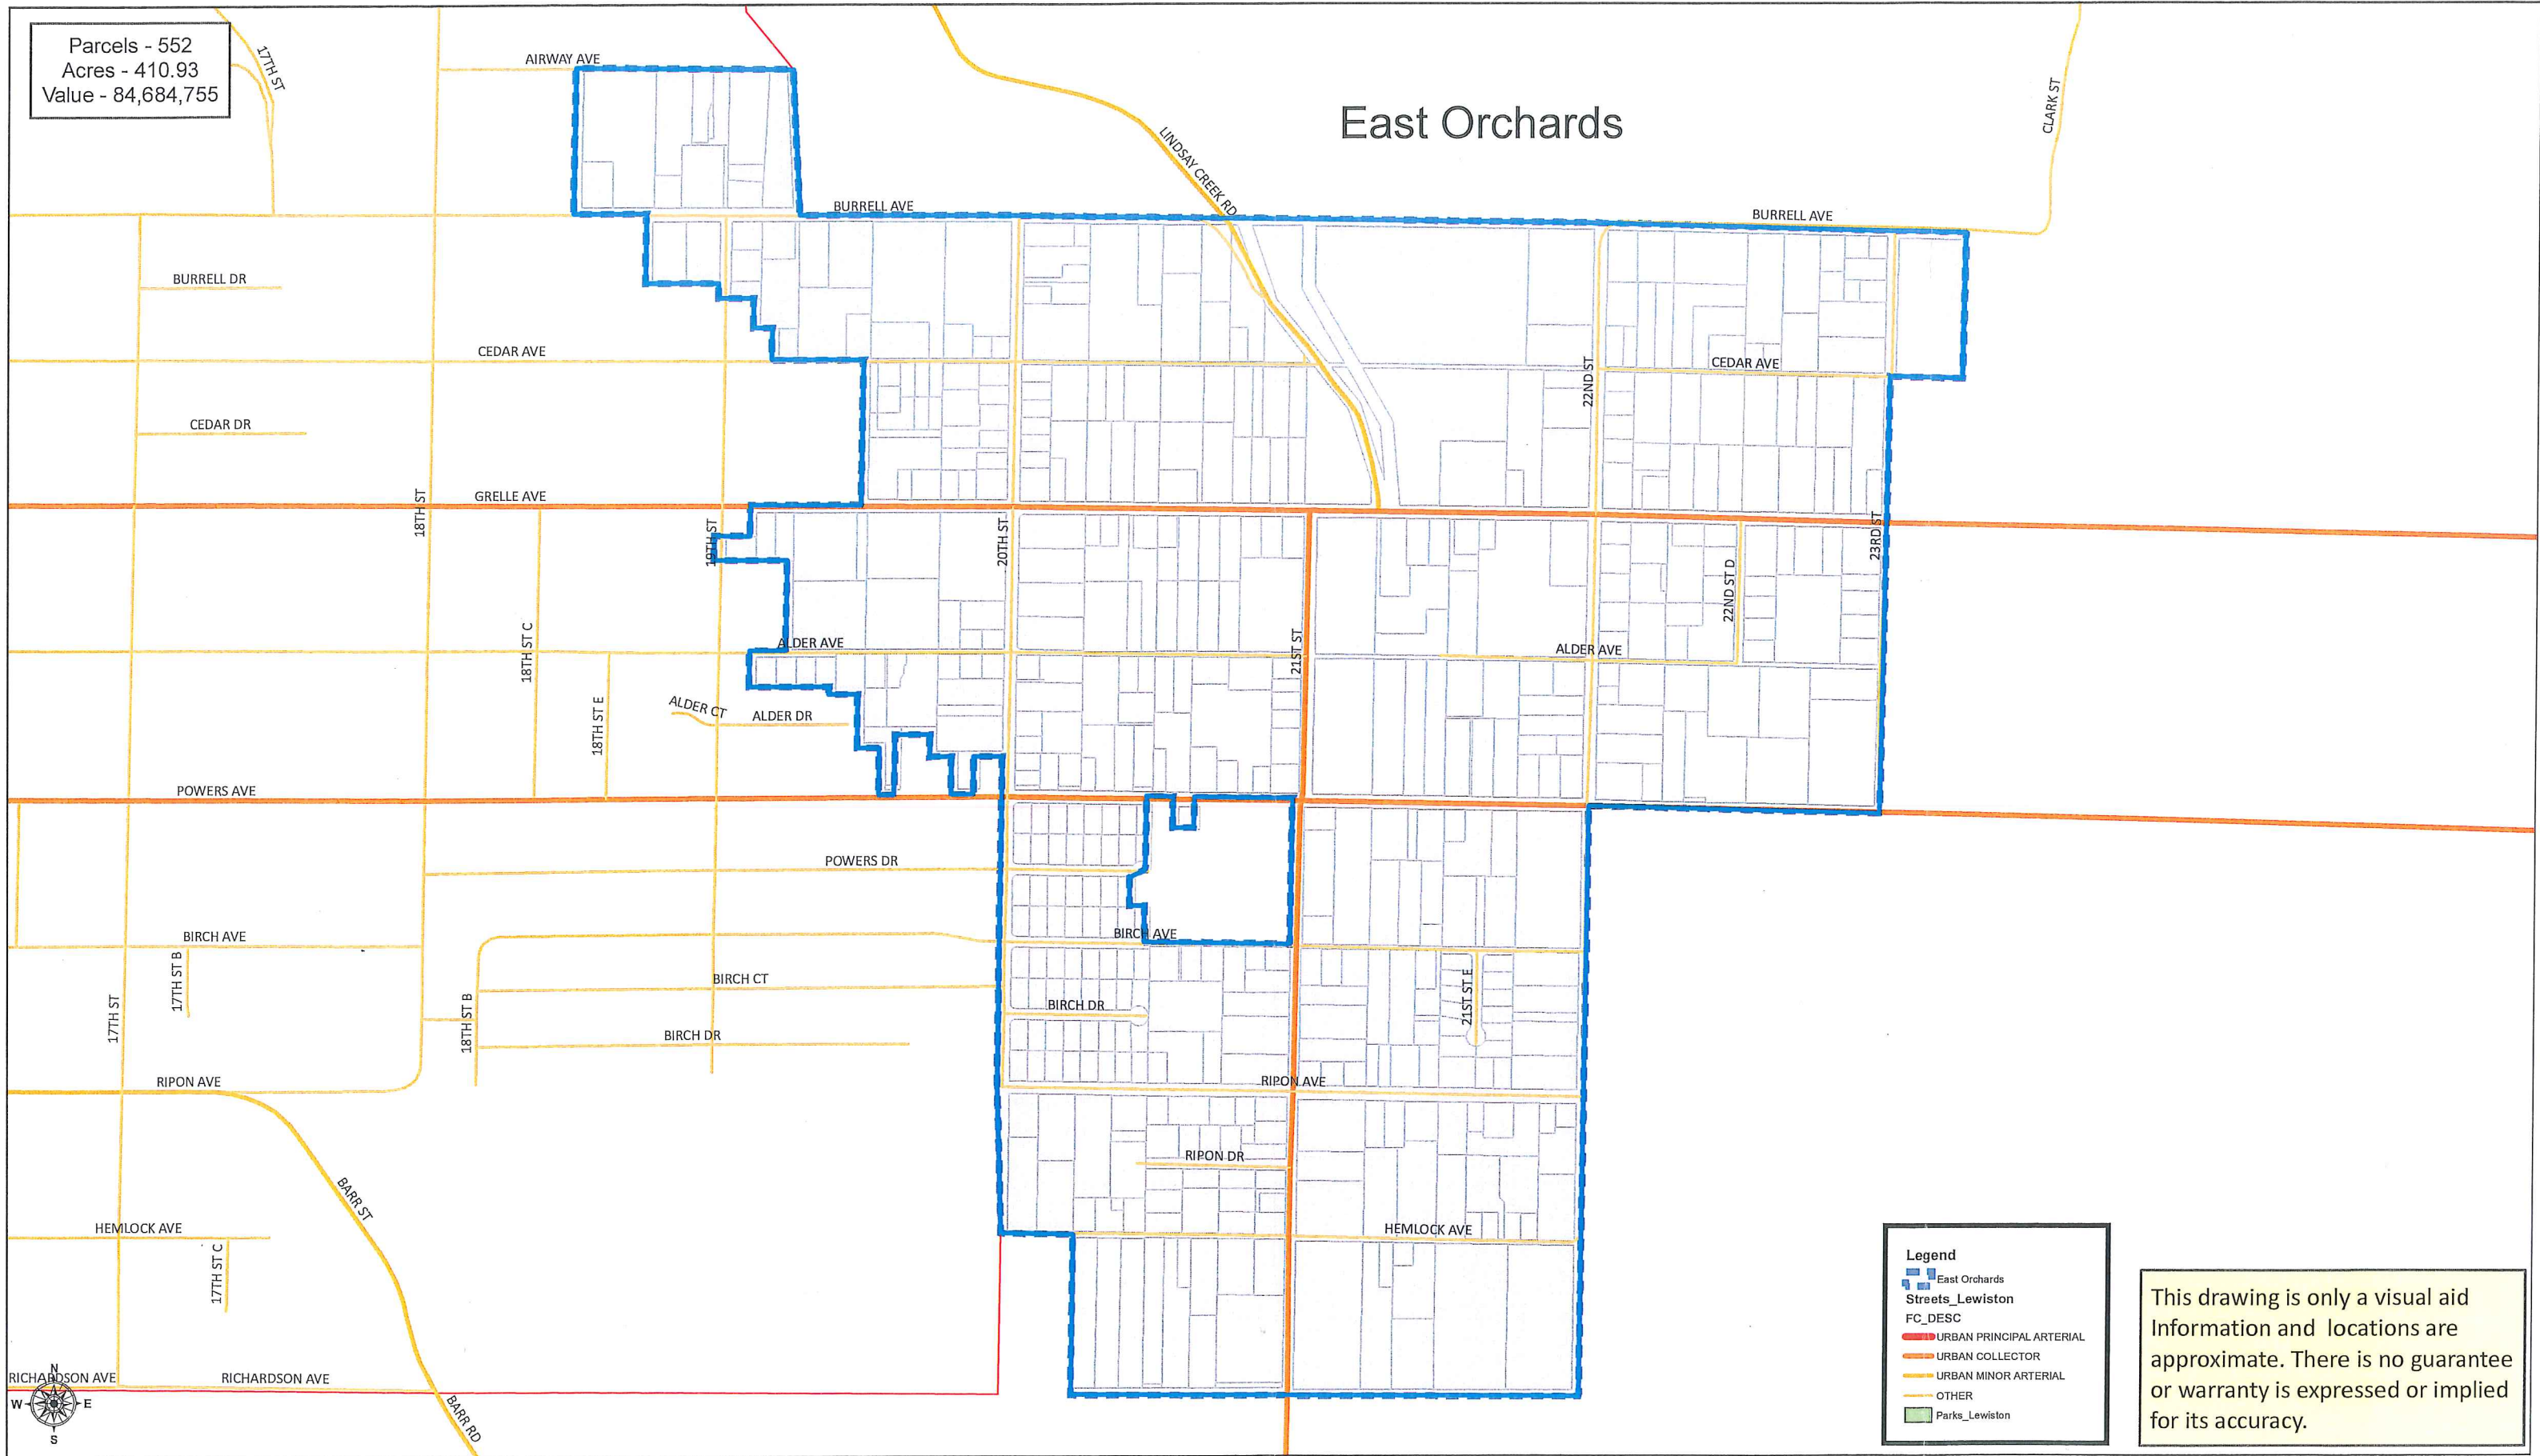 Parcels - 552
Acres - 410.93
Value - 84,684,755
East Orchards
17TH ST
AIRWAY AVE
LINDSAY CREEK RD
CLARK ST
BURRELL AVE
BURRELL AVE
BURRELL DR
CEDAR AVE
CEDAR AVE
22ND ST
CEDAR DR
GRELLE AVE
18TH ST
19TH ST
20TH ST
23RD ST
22ND ST D
18TH ST C
ALDER AVE
21ST ST
ALDER AVE
18TH ST E
ALDER CT
ALDER DR
POWERS AVE
POWERS DR
BIRCH AVE
BIRCH AVE
17TH ST B
BIRCH CT
21ST ST E
17TH ST
18TH ST B
BIRCH DR
BIRCH DR
RIPON AVE
RIPON AVE
RIPON DR
BARR ST
HEMLOCK AVE
HEMLOCK AVE
17TH ST C
RICHARDSON AVE
RICHARDSON AVE
BARR RD
N
W
E
S
Legend
East Orchards
Streets_Lewiston
FC_DESC
URBAN PRINCIPAL ARTERIAL
URBAN COLLECTOR
URBAN MINOR ARTERIAL
OTHER
Parks_Lewiston
This drawing is only a visual aid
Information and locations are
approximate. There is no guarantee
or warranty is expressed or implied
for its accuracy.